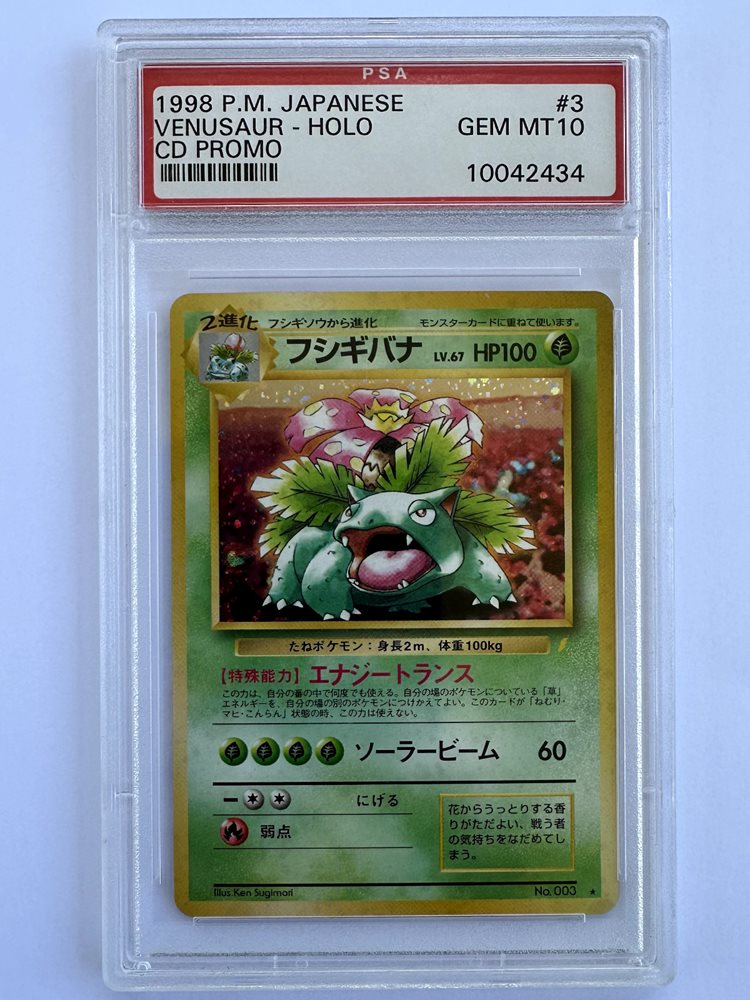 PSA
1998 P.M. JAPANESE #3
VENUSAUR - HOLO GEM MT10
CD PROMO
10042434
2進化 フシギソウから進化 モンスターカードに重ねて使います。
フシギバナ LV.67 HP100
たねポケモン：身長2m、体重100kg
【特殊能力】エナジートランス
この力は、自分の番の中で何度でも使える。自分の場のポケモンについている「草」
エネルギーを、自分の場の別のポケモンにつけかえてよい。このカードが「ねむり・
マヒ・こんらん」状態の時、この力は使えない。
ソーラービーム 60
ー にげる
弱点
花からうっとりする香
りがただよい、戦う者
の気持ちをなだめてし
まう。
Illus.Ken Sugimori No. 003 ★